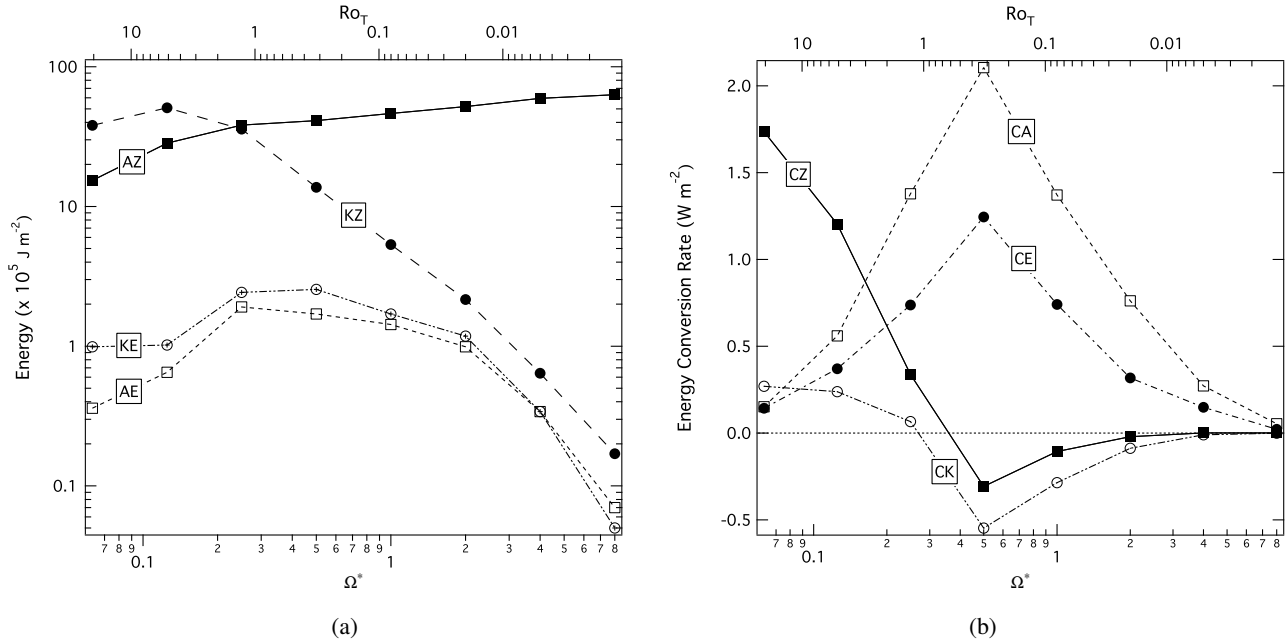 Ro_T
10 1 0.1 0.01
100
10
1
0.1
Energy (x 10^5 J m^-2)
AZ
KZ
KE
AE
7 8 9 2 3 4 5 6 7 8 9 2 3 4 5 6 7 8
0.1 1
Ω*
(a)
Ro_T
10 1 0.1 0.01
2.0
1.5
1.0
0.5
0.0
-0.5
Energy Conversion Rate (W m^-2)
CA
CZ
CE
CK
7 8 9 2 3 4 5 6 7 8 9 2 3 4 5 6 7 8
0.1 1
Ω*
(b)